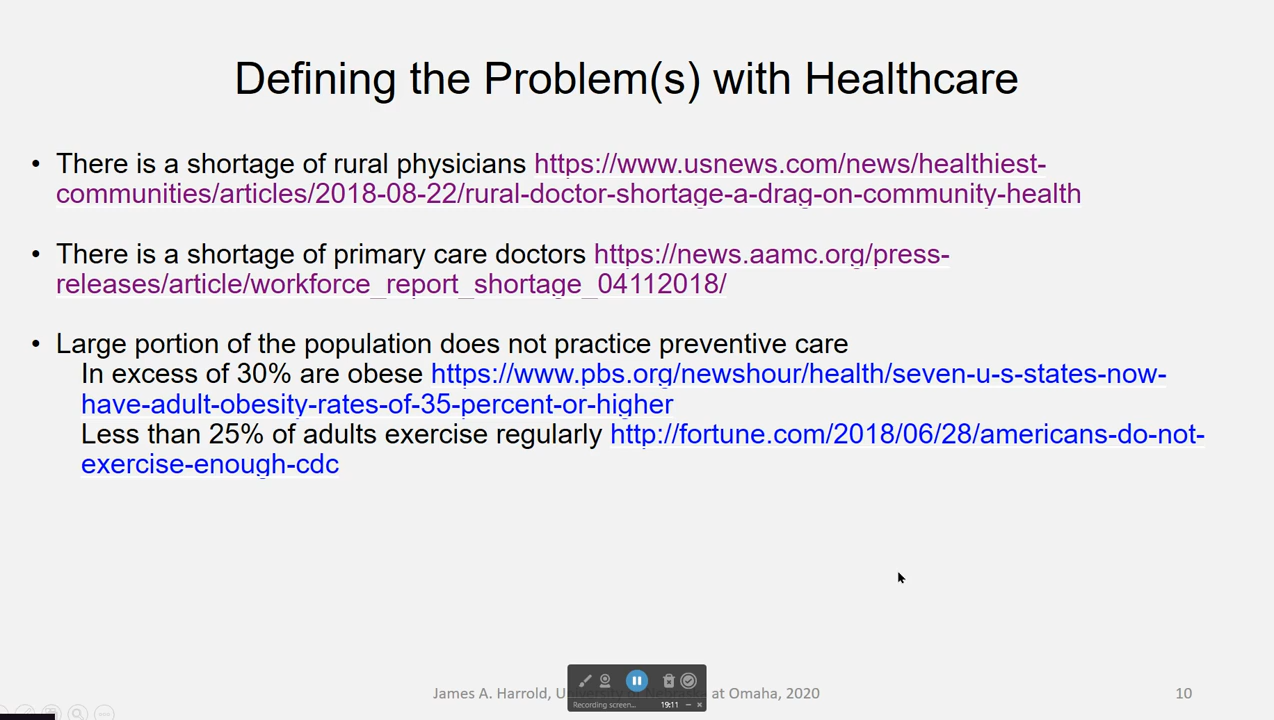 Defining the Problem(s) with Healthcare
• There is a shortage of rural physicians https://www.usnews.com/news/healthiest-
communities/articles/2018-08-22/rural-doctor-shortage-a-drag-on-community-health
• There is a shortage of primary care doctors https://news.aamc.org/press-
releases/article/workforce_report_shortage_04112018/
• Large portion of the population does not practice preventive care
In excess of 30% are obese https://www.pbs.org/newshour/health/seven-u-s-states-now-
have-adult-obesity-rates-of-35-percent-or-higher
Less than 25% of adults exercise regularly http://fortune.com/2018/06/28/americans-do-not-
exercise-enough-cdc
James A. Harrold, at Omaha, 2020
10
Recording screen... 19:11